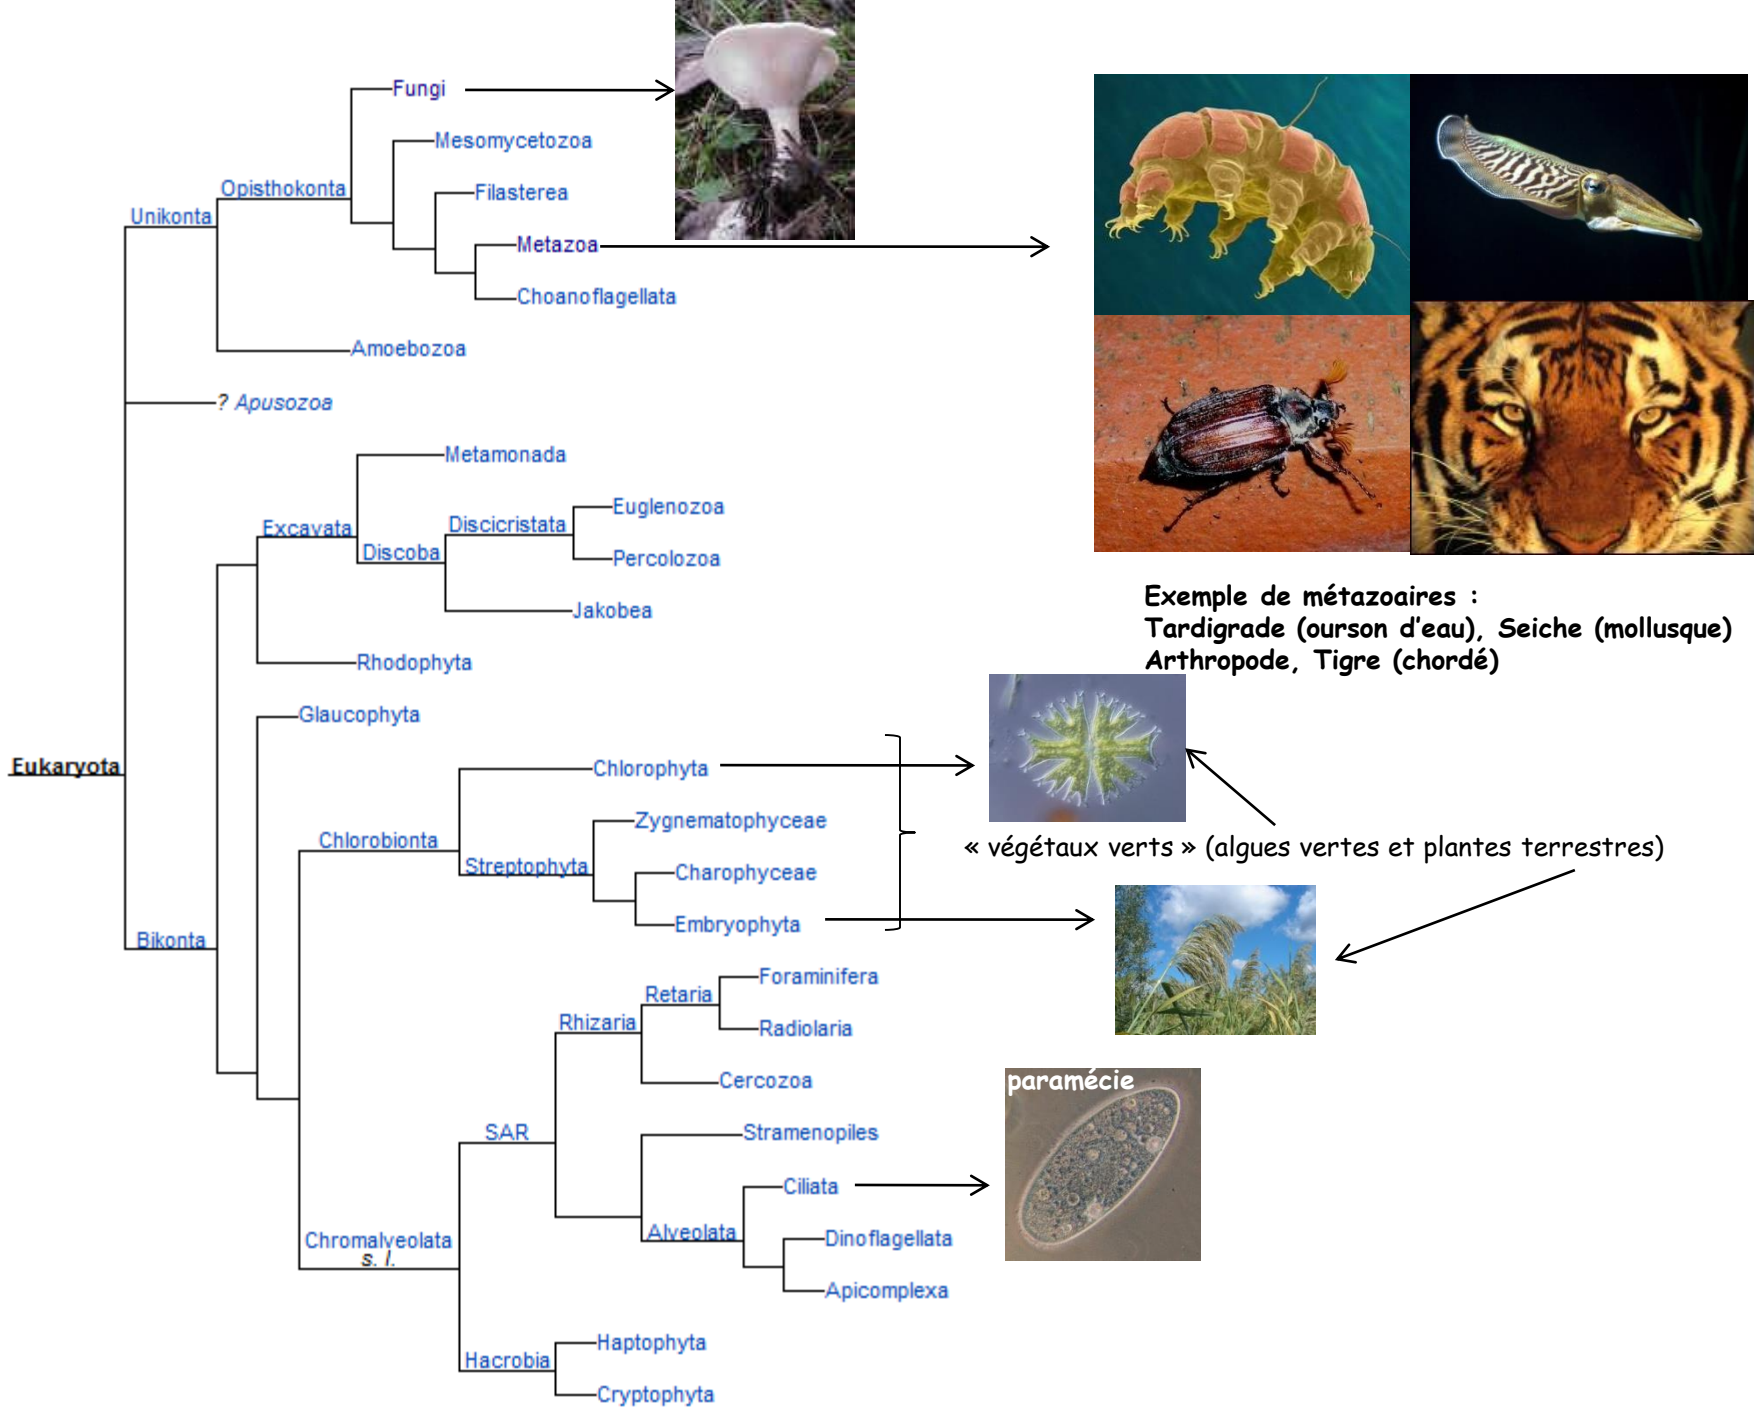 Fungi
Mesomycetozoa
Opisthokonta
Filasterea
Unikonta
Metazoa
Choanoflagellata
Amoebozoa
? Apusozoa
Metamonada
Euglenozoa
Discicristata
Excavata
Discoba
Percolozoa
Jakobea
Rhodophyta
Glaucophyta
Eukaryota
Chlorophyta
Zygnematophyceae
Chlorobionta
Streptophyta
Charophyceae
Embryophyta
Bikonta
Foraminifera
Retaria
Rhizaria
Radiolaria
Cercozoa
SAR
Stramenopiles
Ciliata
Alveolata
Chromalveolata
s. l.
Dinoflagellata
Apicomplexa
Haptophyta
Hacrobia
Cryptophyta
Exemple de métazoaires :
Tardigrade (ourson d’eau), Seiche (mollusque)
Arthropode, Tigre (chordé)
« végétaux verts » (algues vertes et plantes terrestres)
paramécie